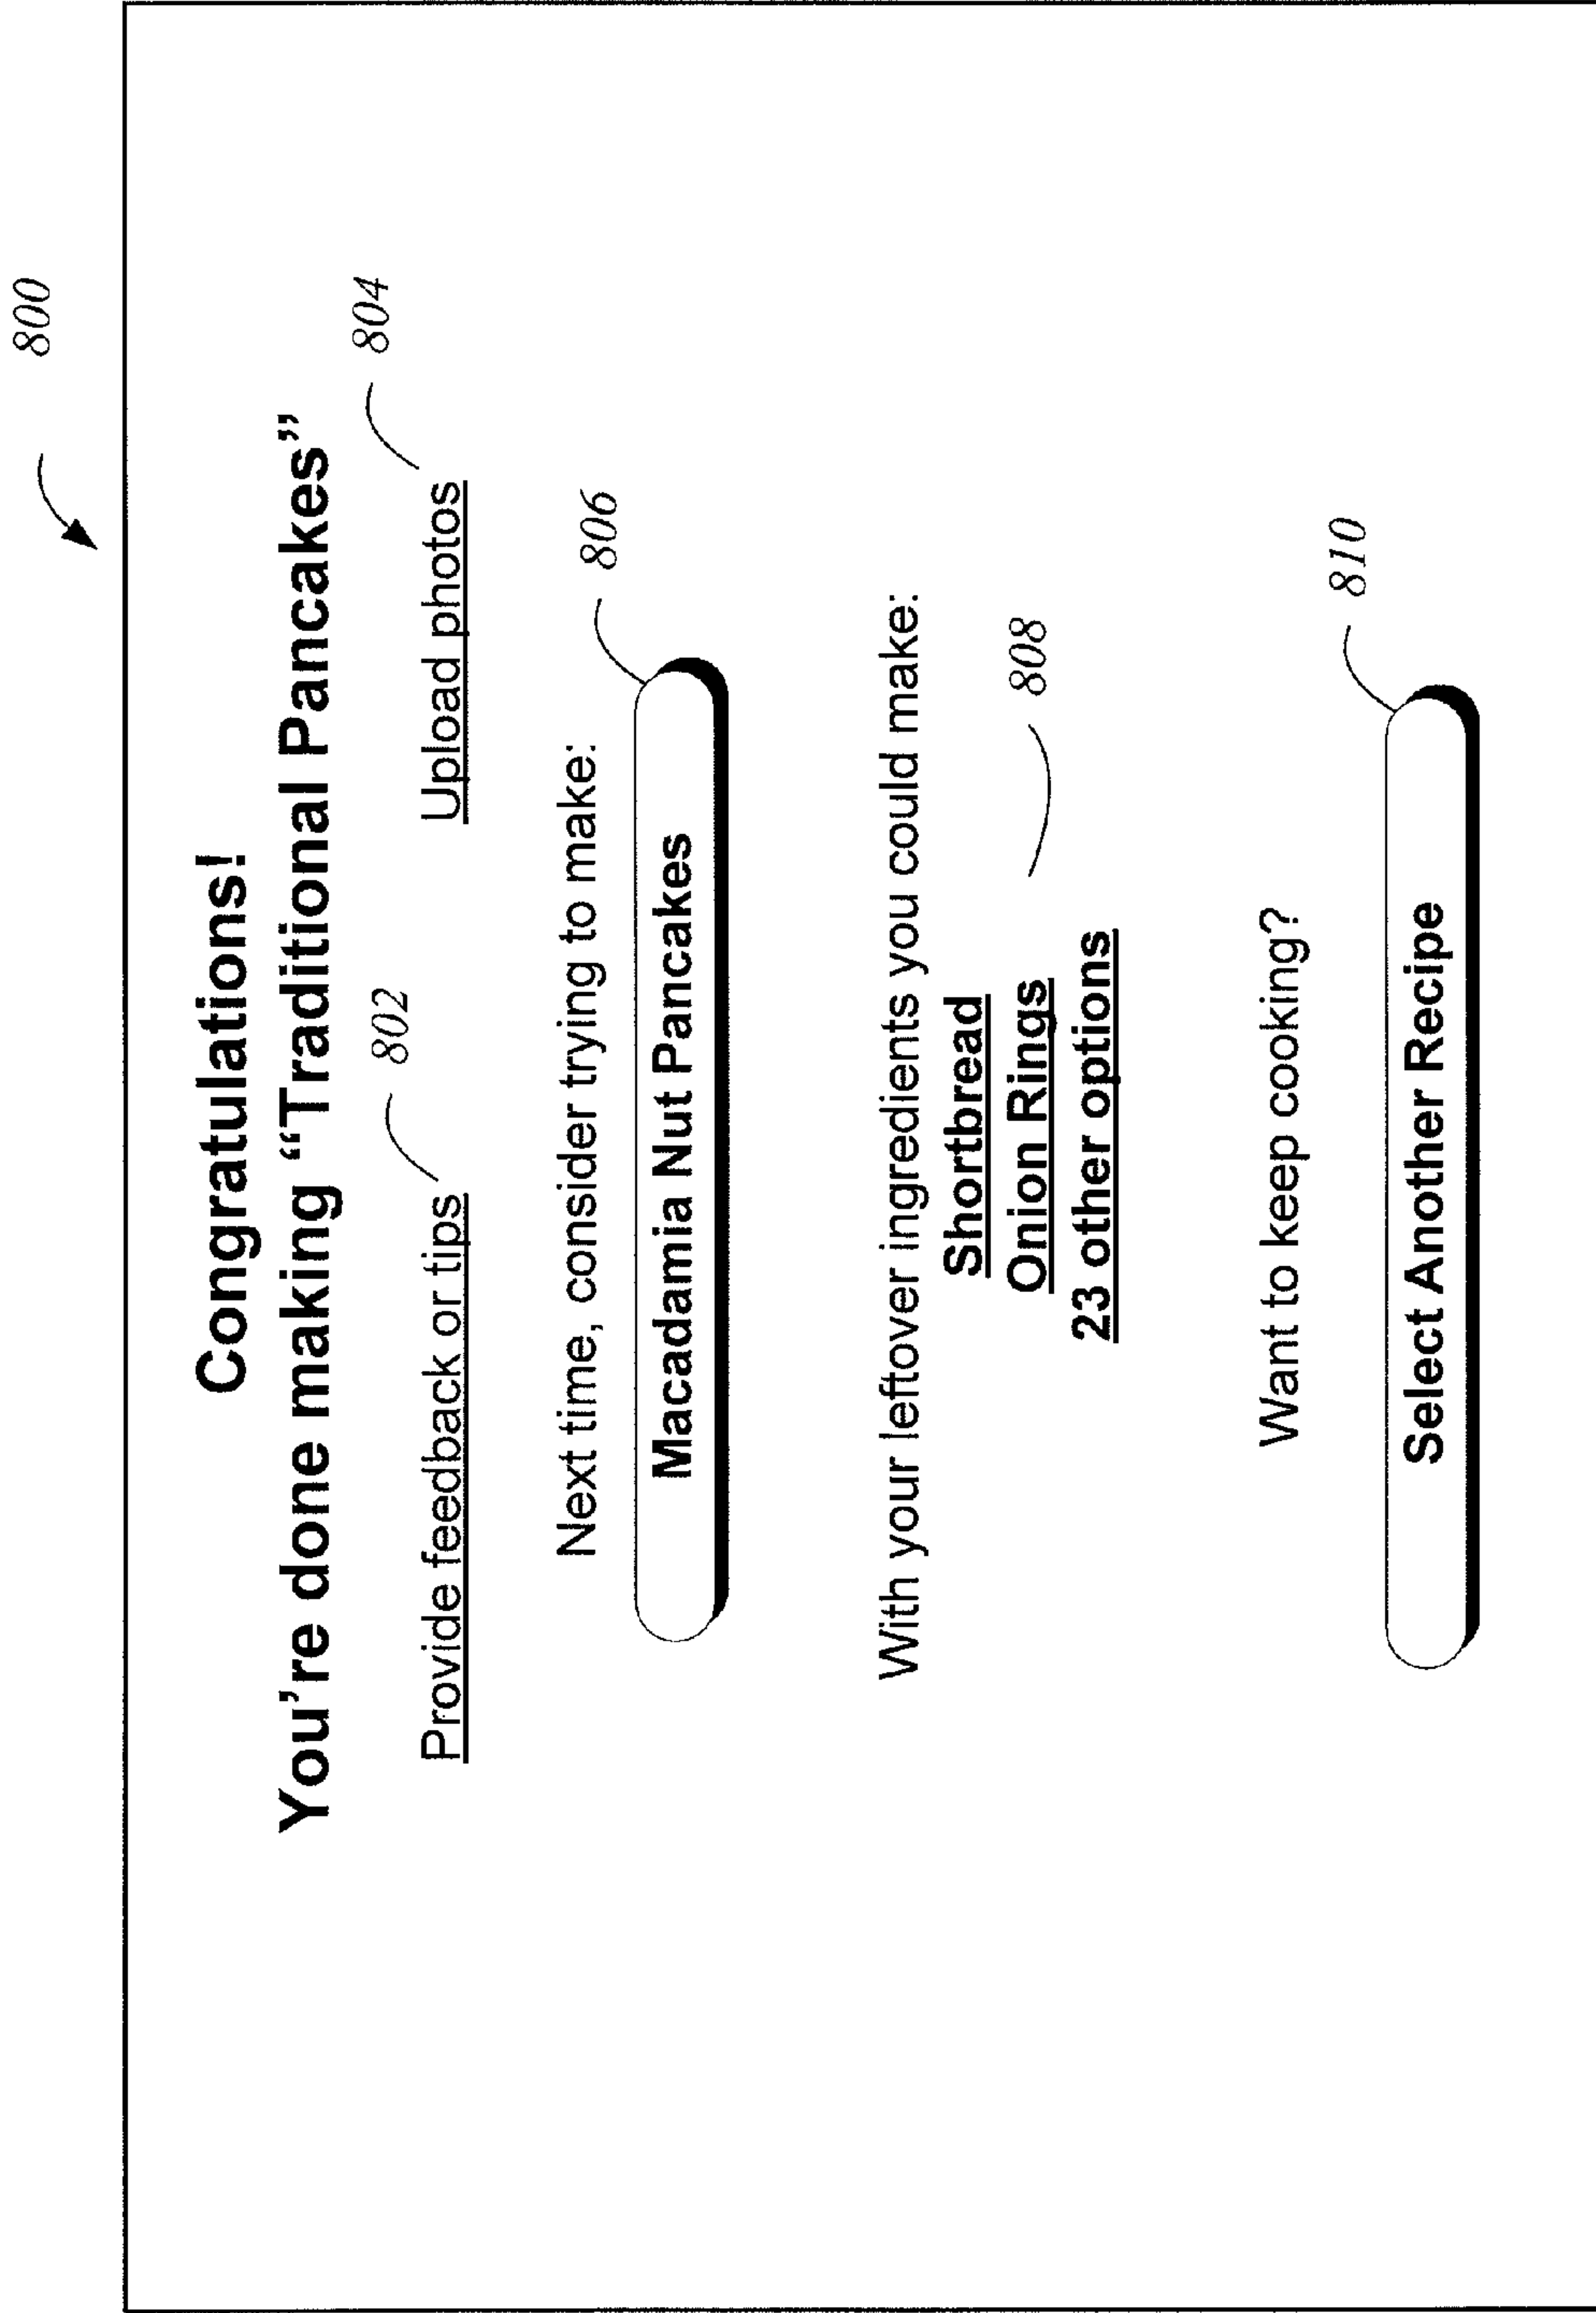 800
Congratulations!
You're done making “Traditional Pancakes”
802
804
Provide feedback or tips
Upload photos
Next time, consider trying to make:
806
Macadamia Nut Pancakes
With your leftover ingredients you could make:
Shortbread
808
Onion Rings
23 other options
Want to keep cooking?
810
Select Another Recipe